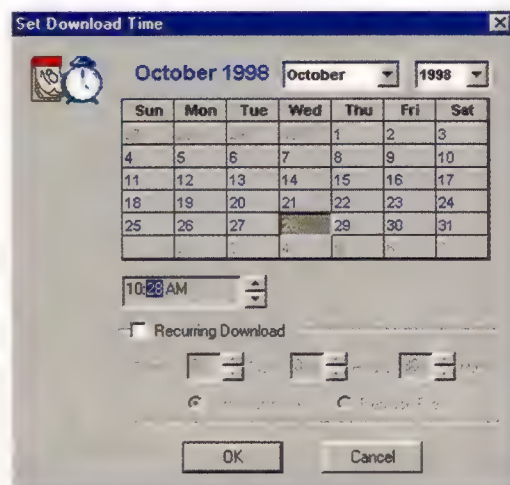 Set Download Time
18
October 1998 October 1998
Sun Mon Tue Wed Thu Fri Sat
1 2 3
4 5 6 7 8 9 10
11 12 13 14 15 16 17
18 19 20 21 22 23 24
25 26 27 28 29 30 31
10:28 AM
Recurring Download
OK Cancel